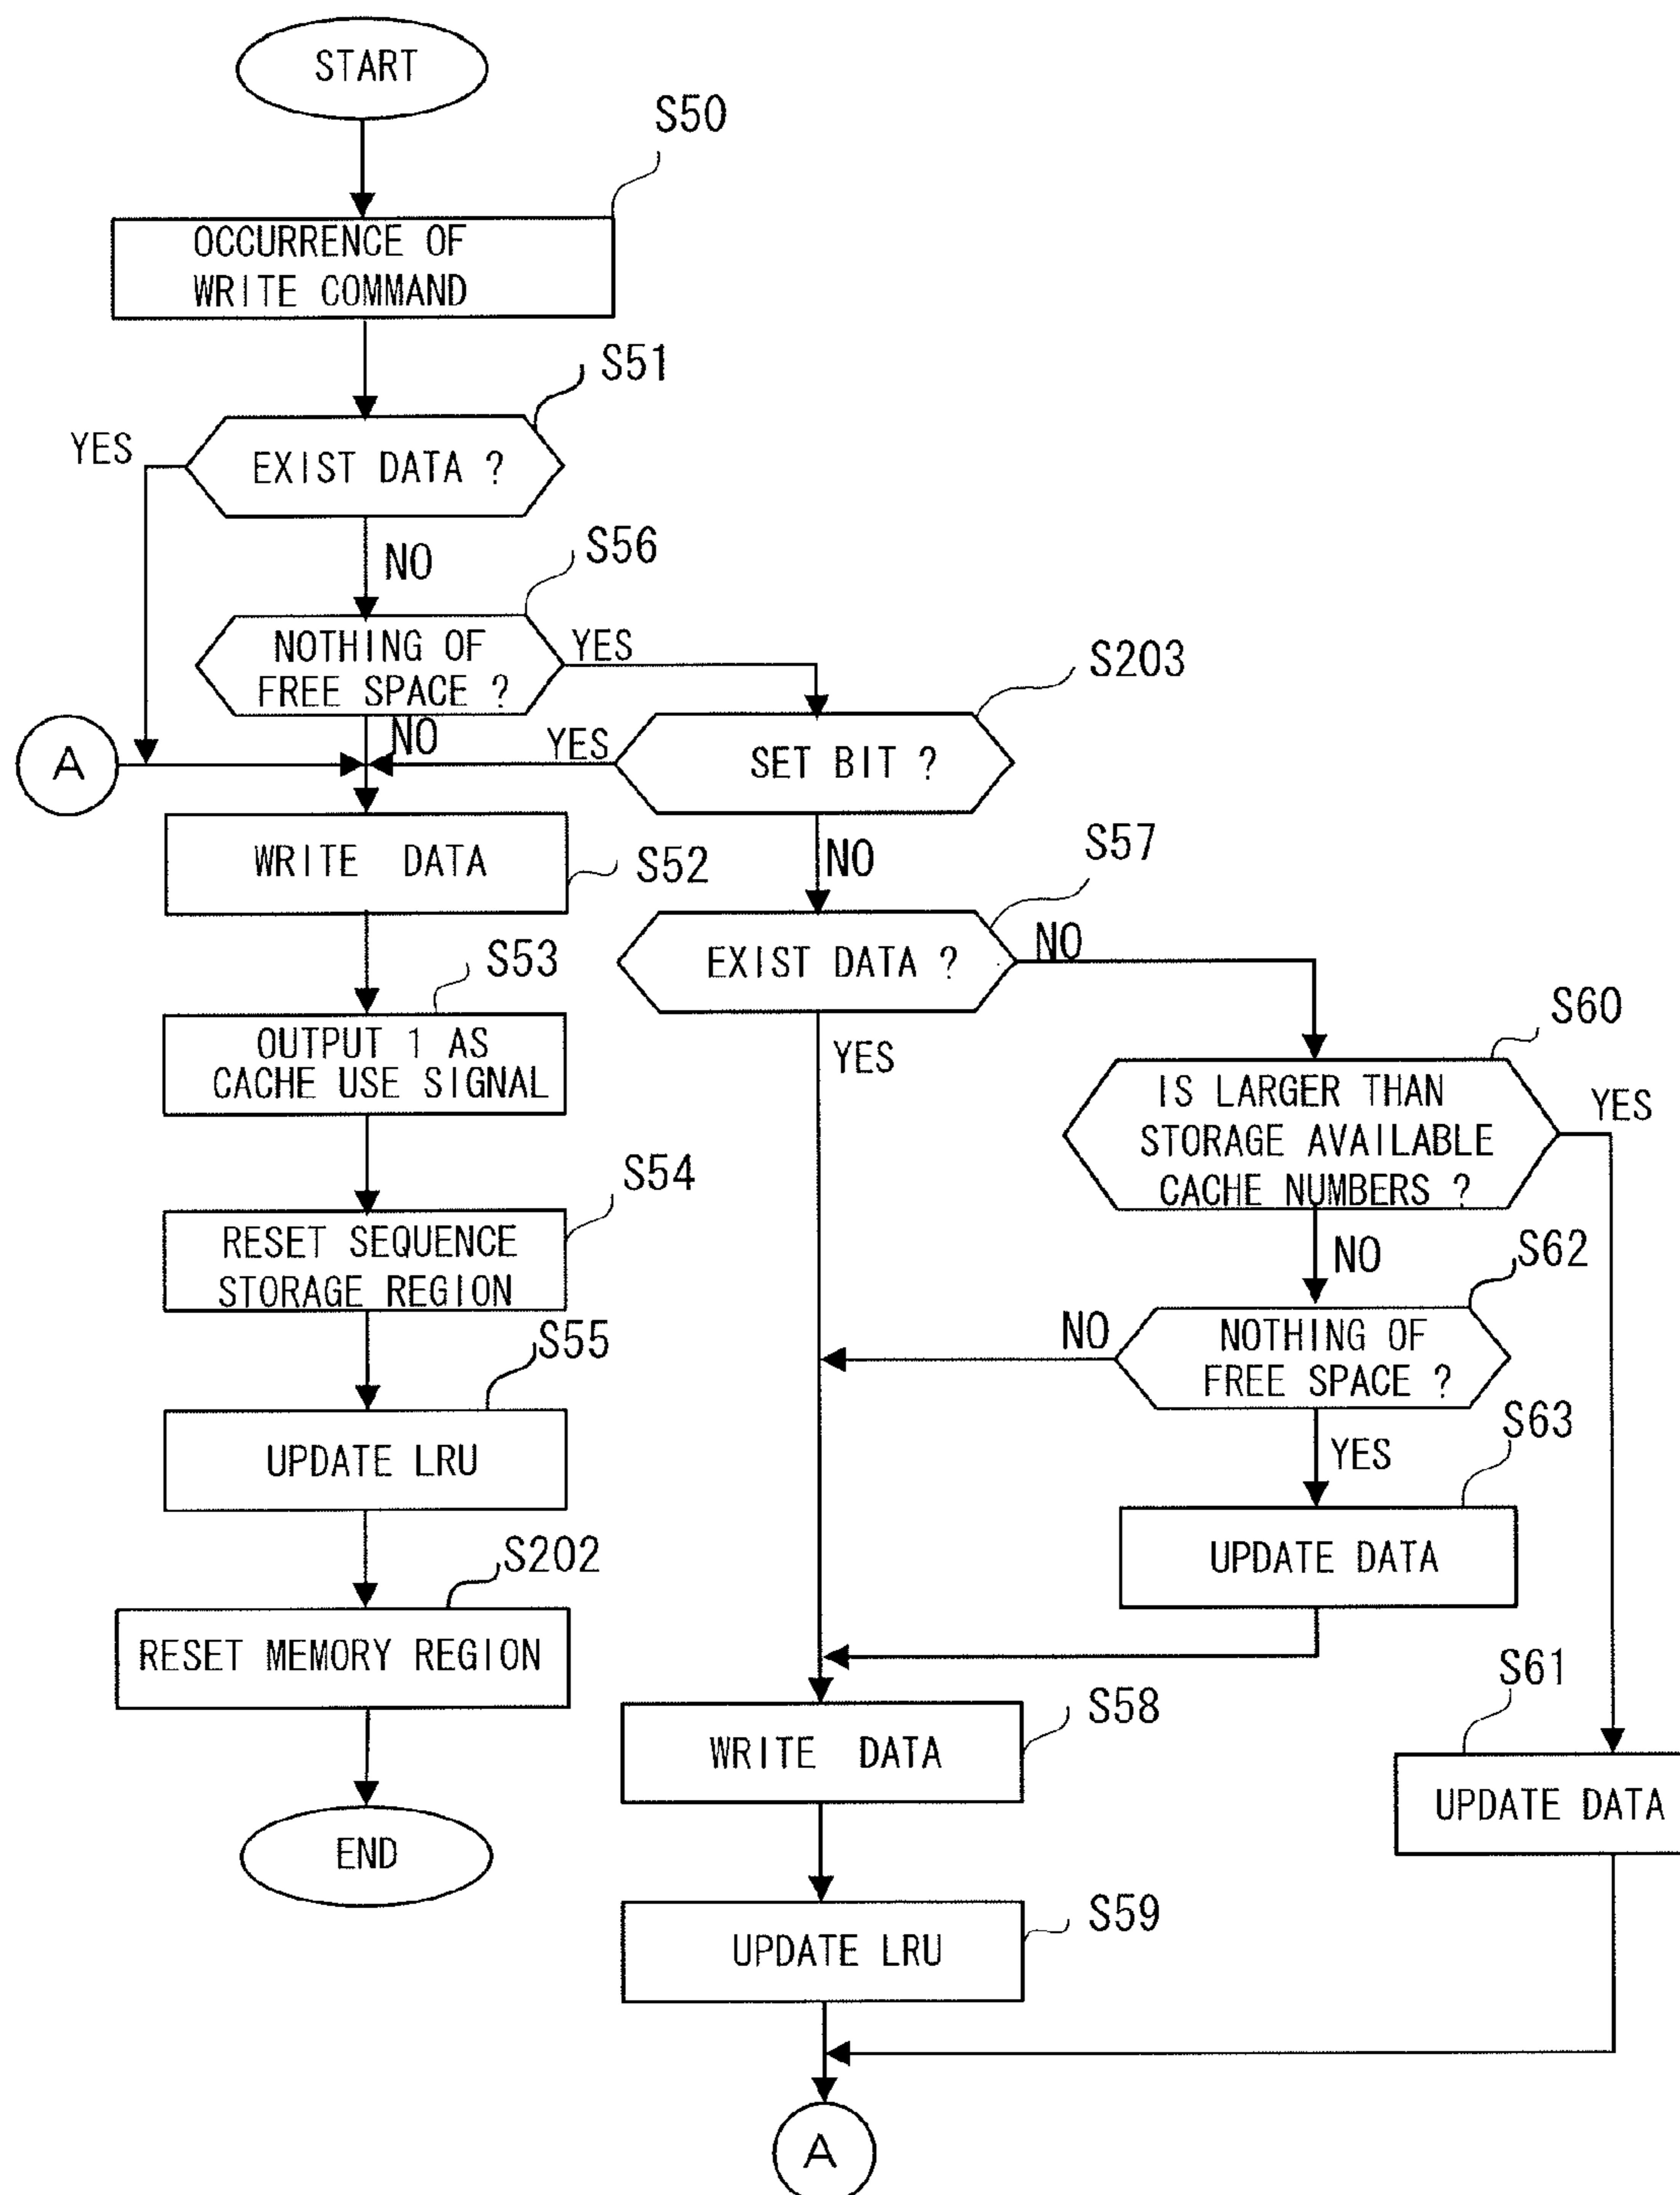 START
S50
OCCURRENCE OF
WRITE COMMAND
S51
YES
EXIST DATA ?
NO
S56
NOTHING OF
FREE SPACE ?
YES
S203
NO
YES
A
SET BIT ?
WRITE DATA
S52
NO
S57
S53
EXIST DATA ?
NO
OUTPUT 1 AS
CACHE USE SIGNAL
YES
S60
IS LARGER THAN
STORAGE AVAILABLE
CACHE NUMBERS ?
YES
S54
RESET SEQUENCE
STORAGE REGION
NO
S62
S55
NO
NOTHING OF
FREE SPACE ?
UPDATE LRU
YES
S63
S202
UPDATE DATA
RESET MEMORY REGION
S61
S58
WRITE DATA
UPDATE DATA
END
S59
UPDATE LRU
A